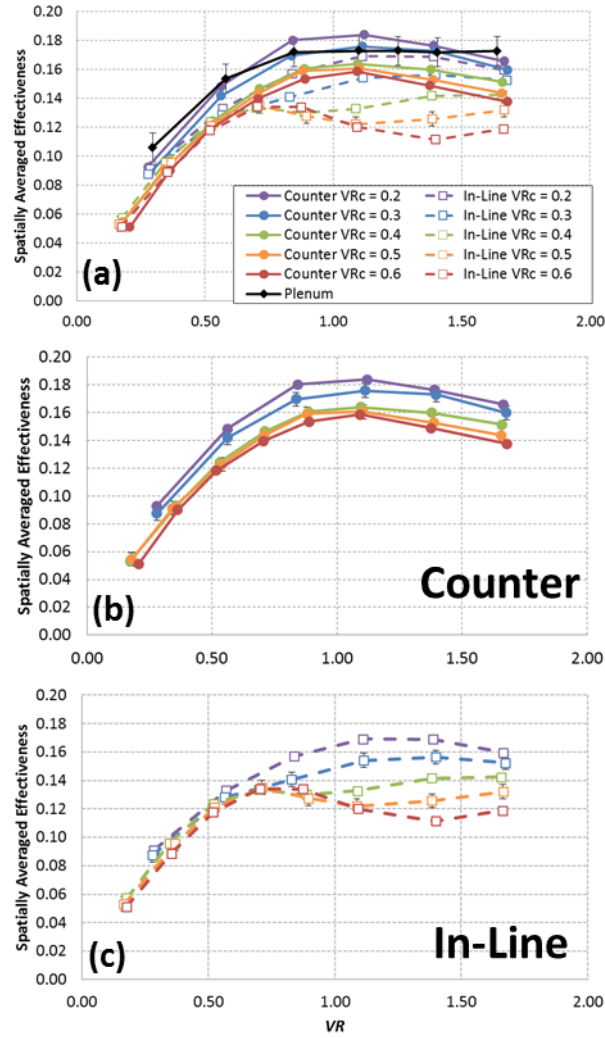 0.20
0.18
0.16
0.14
0.12
0.10
0.08
0.06
0.04
0.02
0.00
Spatially Averaged Effectiveness
Counter VRc = 0.2 In-Line VRc = 0.2
Counter VRc = 0.3 In-Line VRc = 0.3
Counter VRc = 0.4 In-Line VRc = 0.4
Counter VRc = 0.5 In-Line VRc = 0.5
Counter VRc = 0.6 In-Line VRc = 0.6
Plenum
(a)
0.00 0.50 1.00 1.50 2.00
0.20
0.18
0.16
0.14
0.12
0.10
0.08
0.06
0.04
0.02
0.00
Spatially Averaged Effectiveness
Counter
(b)
0.00 0.50 1.00 1.50 2.00
0.20
0.18
0.16
0.14
0.12
0.10
0.08
0.06
0.04
0.02
0.00
Spatially Averaged Effectiveness
In-Line
(c)
0.00 0.50 1.00 1.50 2.00
VR